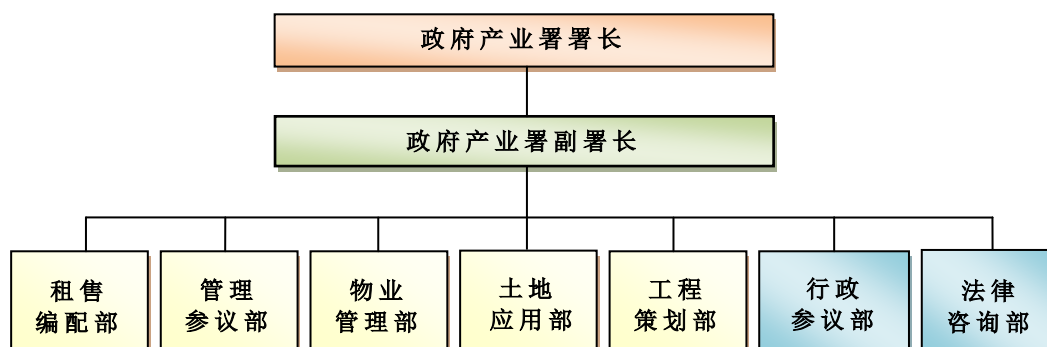 政府产业署署长
政府产业署副署长
租售
编配部
管理
参议部
物业
管理部
土地
应用部
工程
策划部
行政
参议部
法律
咨询部